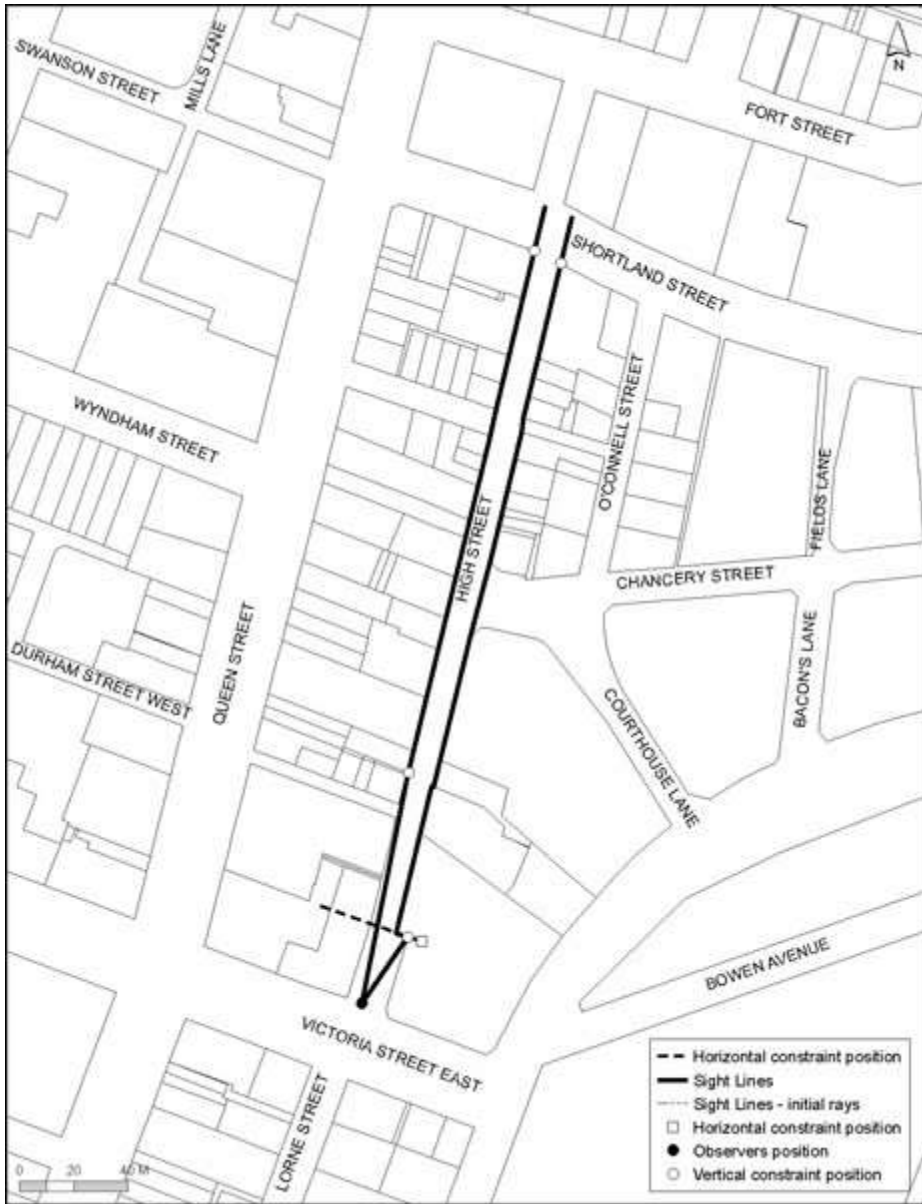 SWANSON STREET
MILLS LANE
N
FORT STREET
SHORTLAND STREET
WYNDHAM STREET
O'CONNELL STREET
HIGH STREET
FIELDS LANE
CHANCERY STREET
QUEEN STREET
DURHAM STREET WEST
BACON'S LANE
COURTHOUSE LANE
BOWEN AVENUE
VICTORIA STREET EAST
LORNE STREET
0 20 40 M
Horizontal constraint position
Sight Lines
Sight Lines - initial rays
Horizontal constraint position
Observers position
Vertical constraint position